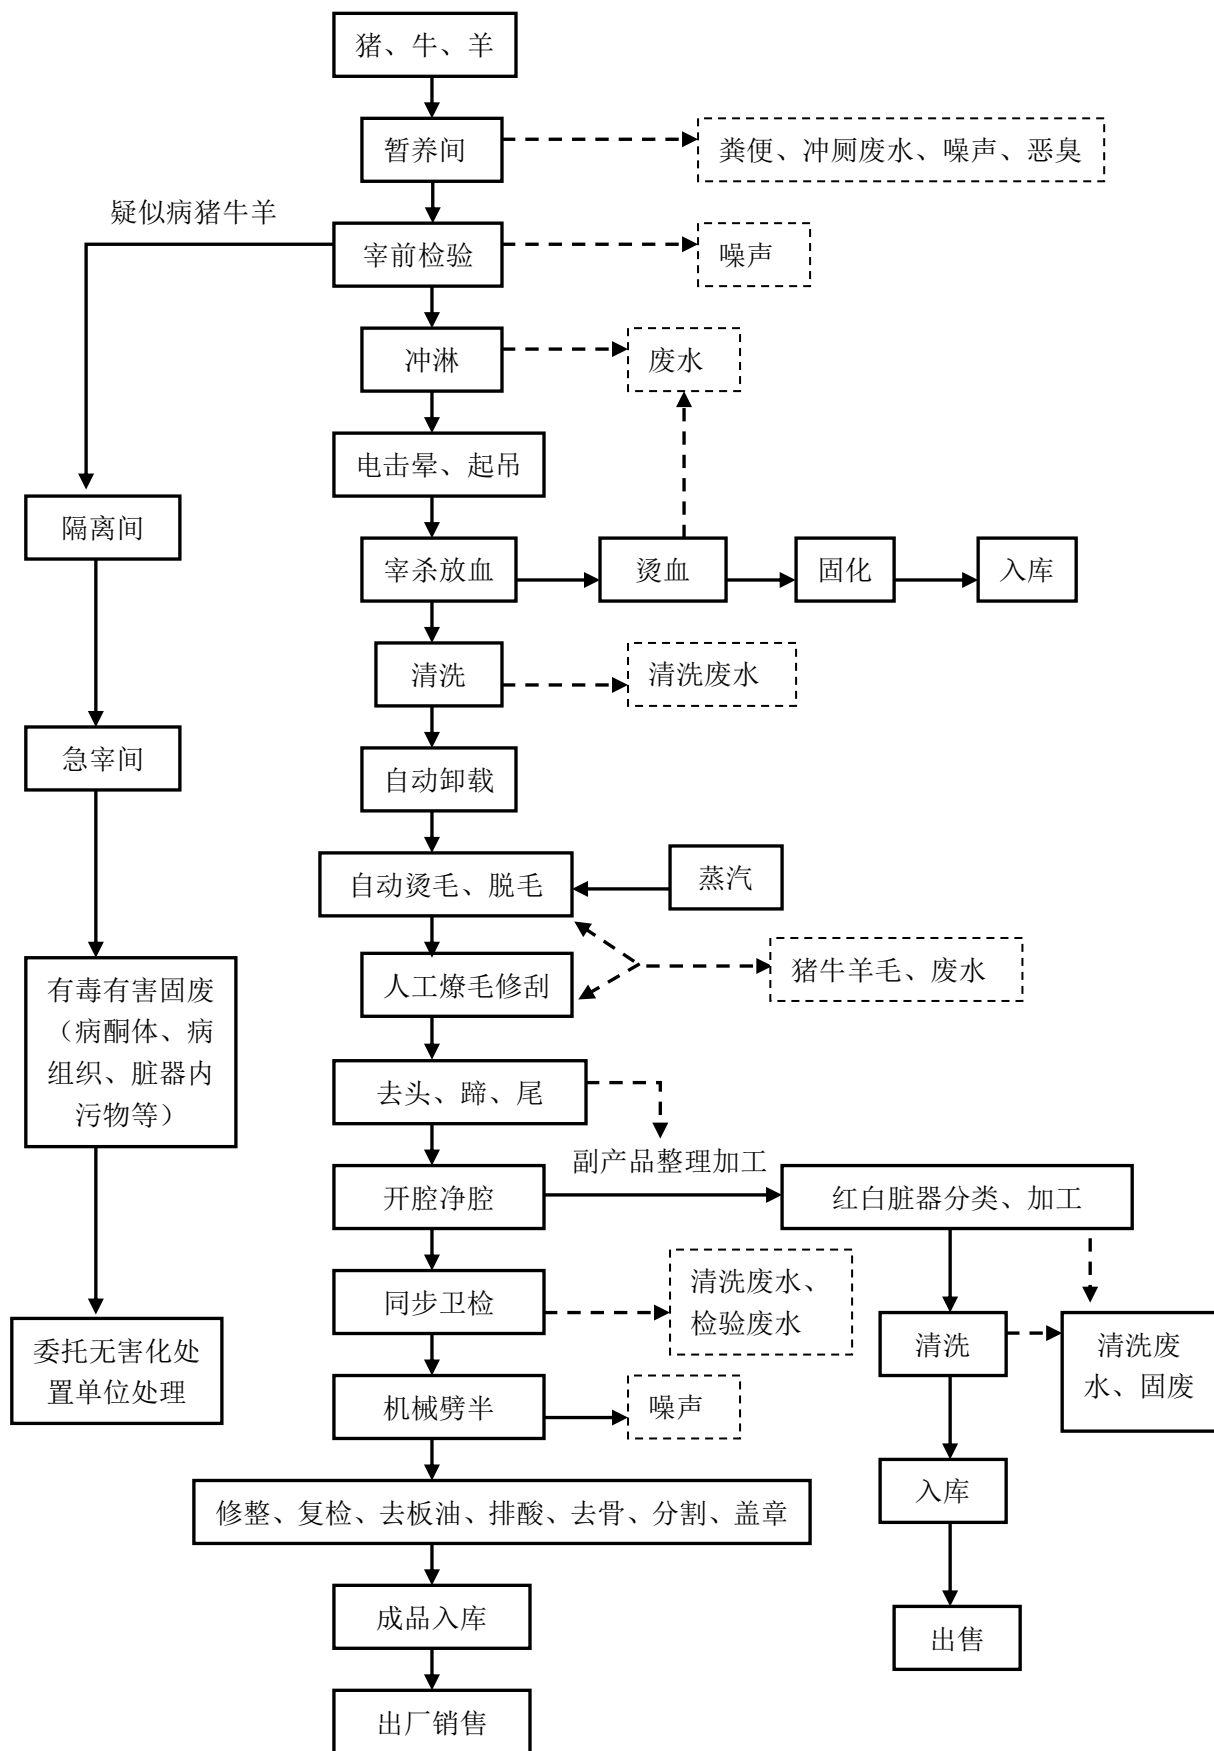 猪、牛、羊
暂养间
粪便、冲厕废水、噪声、恶臭
疑似病猪牛羊
宰前检验
噪声
冲淋
废水
电击晕、起吊
隔离间
宰杀放血
烫血
固化
入库
清洗
清洗废水
急宰间
自动卸载
自动烫毛、脱毛
蒸汽
人工燎毛修刮
猪牛羊毛、废水
有毒有害固废
（病酮体、病
组织、脏器内
污物等）
去头、蹄、尾
副产品整理加工
开腔净腔
红白脏器分类、加工
同步卫检
清洗废水、
检验废水
清洗
清洗废
水、固废
委托无害化处
置单位处理
机械劈半
噪声
入库
修整、复检、去板油、排酸、去骨、分割、盖章
成品入库
出售
出厂销售